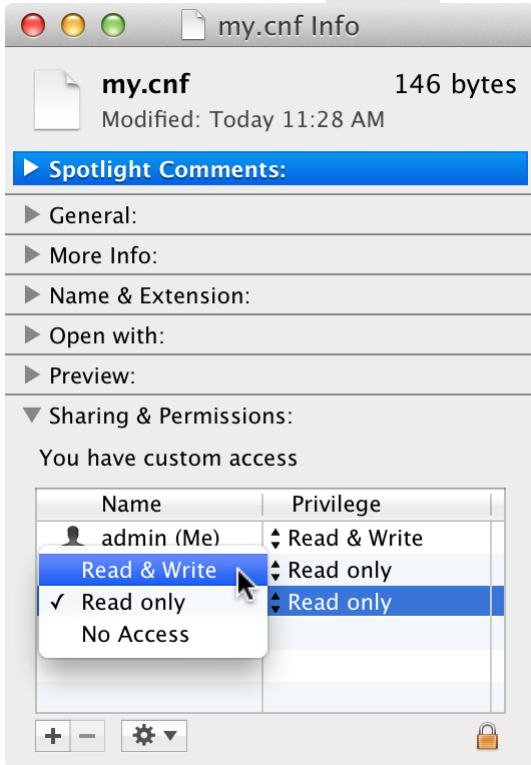 my.cnf Info
my.cnf 146 bytes
Modified: Today 11:28 AM
Spotlight Comments:
General:
More Info:
Name & Extension:
Open with:
Preview:
Sharing & Permissions:
You have custom access
Name Privilege
admin (Me) Read & Write
Read & Write Read only
✓ Read only Read only
No Access